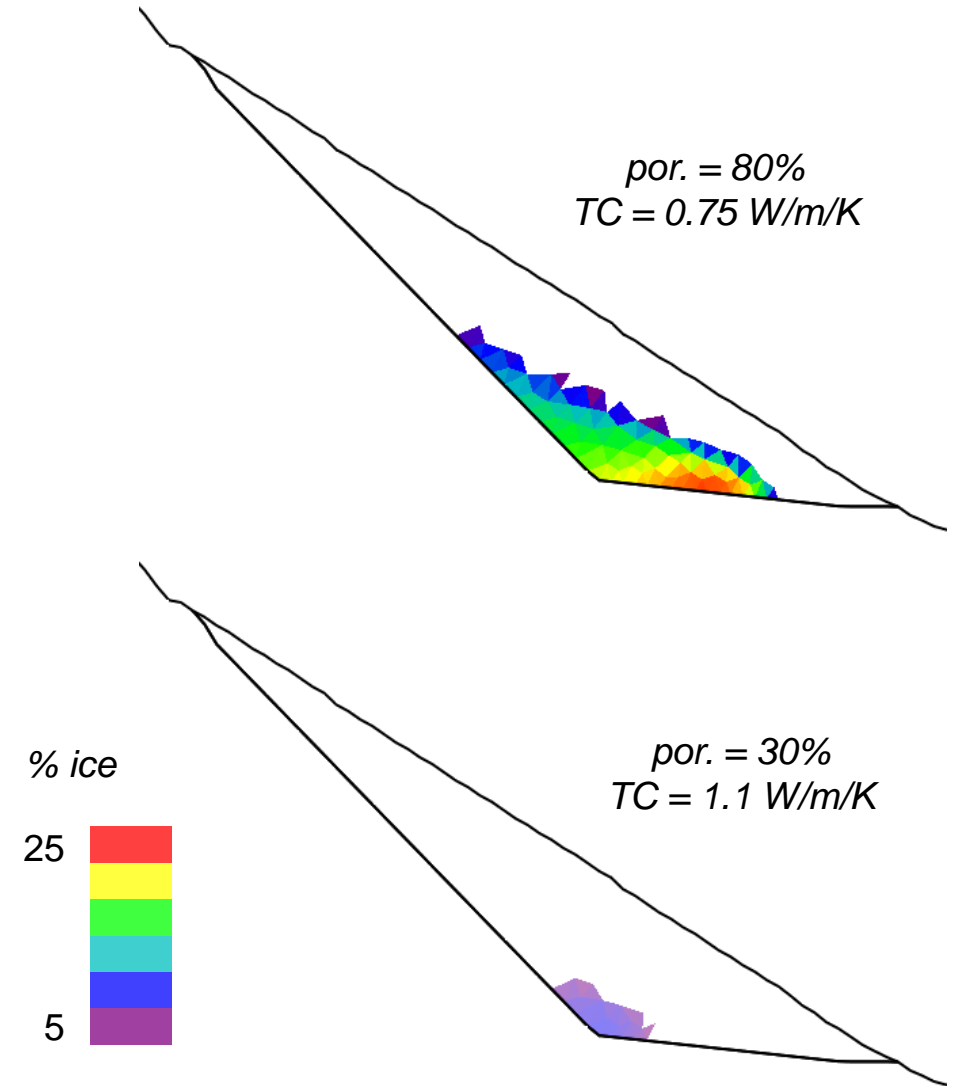 por. = 80%
TC = 0.75 W/m/K
por. = 30%
TC = 1.1 W/m/K
% ice
25
5